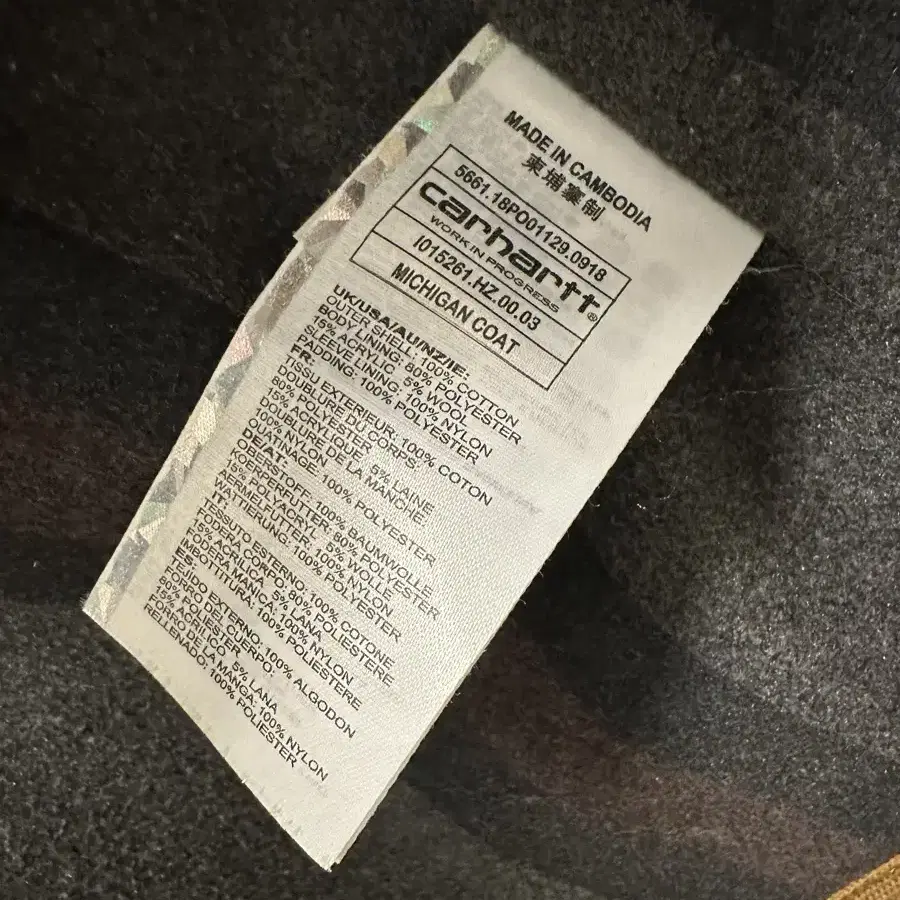 MADE IN CAMBODIA
柬埔寨制
5661.18PO01129.0918
carhartt®
WORK IN PROGRESS
I015261.HZ.00.03
MICHIGAN COAT
UK/USA/AU/NZ/IE:
OUTER SHELL: 100% COTTON
BODY LINING: 80% POLYESTER
15% ACRYLIC, 5% WOOL
SLEEVE LINING: 100% NYLON
PADDING: 100% POLYESTER
FR:
TISSU EXTERIEUR: 100% COTON
DOUBLURE DU CORPS:
80% POLYESTER
15% ACRYLIQUE, 5% LAINE
DOUBLURE DE LA MANCHE:
100% NYLON
OUATINAGE: 100% POLYESTER
DE/AT:
OBERSTOFF: 100% BAUMWOLLE
KÖRPERFUTTER: 80% POLYESTER
15% POLYACRYL, 5% WOLLE
AERMELFUTTER: 100% NYLON
WATTIERUNG: 100% POLYESTER
IT:
TESSUTO ESTERNO: 100% COTONE
FODERA CORPO: 80% POLIESTERE
15% ACRILICA, 5% LANA
FODERA MANICA: 100% NYLON
IMBOTTITURA: 100% POLIESTERE
ES:
TEJIDO EXTERNO: 100% ALGODON
FORRO DEL CUERPO:
80% POLIESTER
15% ACRILICO, 5% LANA
FORRO DE LA MANGA: 100% NYLON
RELLENADO: 100% POLIESTER